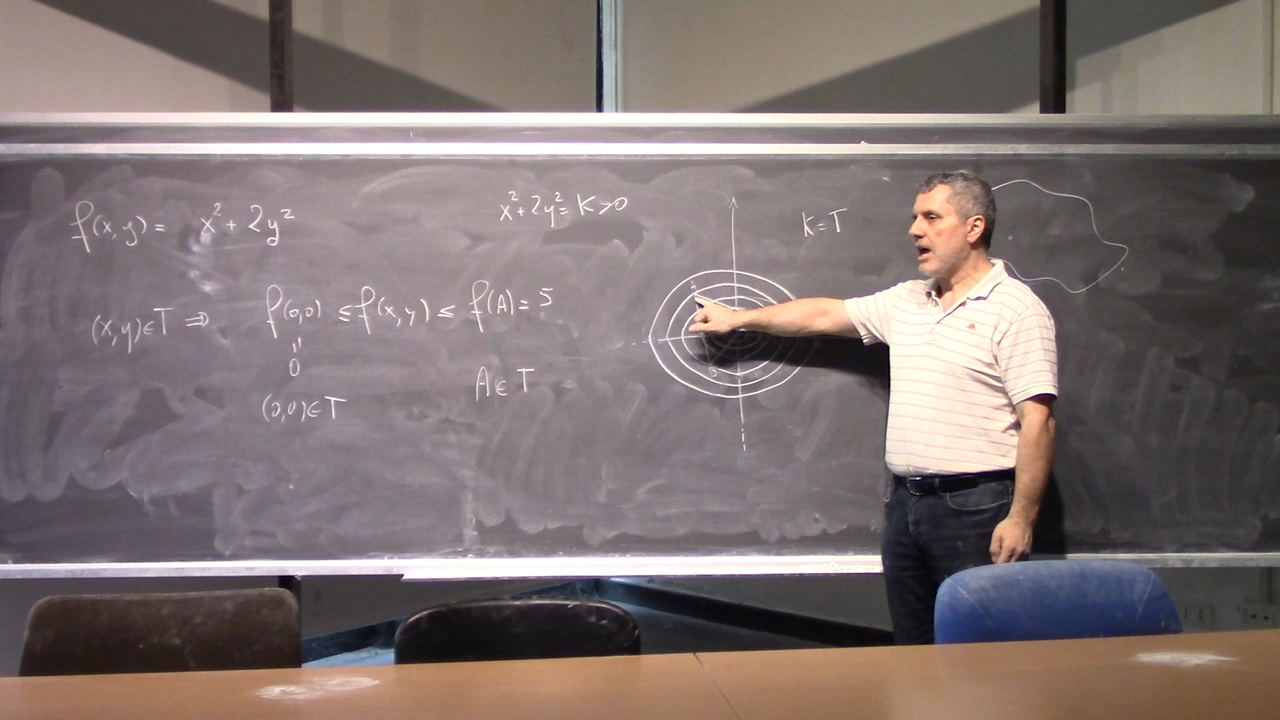 f(x,y) = x² + 2y²
x² + 2y² = K > 0
K = T
(x,y) ∈ T ⇒ f(0,0) ≤ f(x,y) ≤ f(A) = 5
"
0
A ∈ T
(0,0) ∈ T